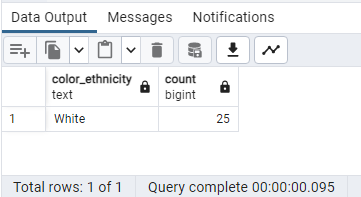 Data Output Messages Notifications
color_ethnicity count
text bigint
1 White 25
Total rows: 1 of 1 Query complete 00:00:00.095